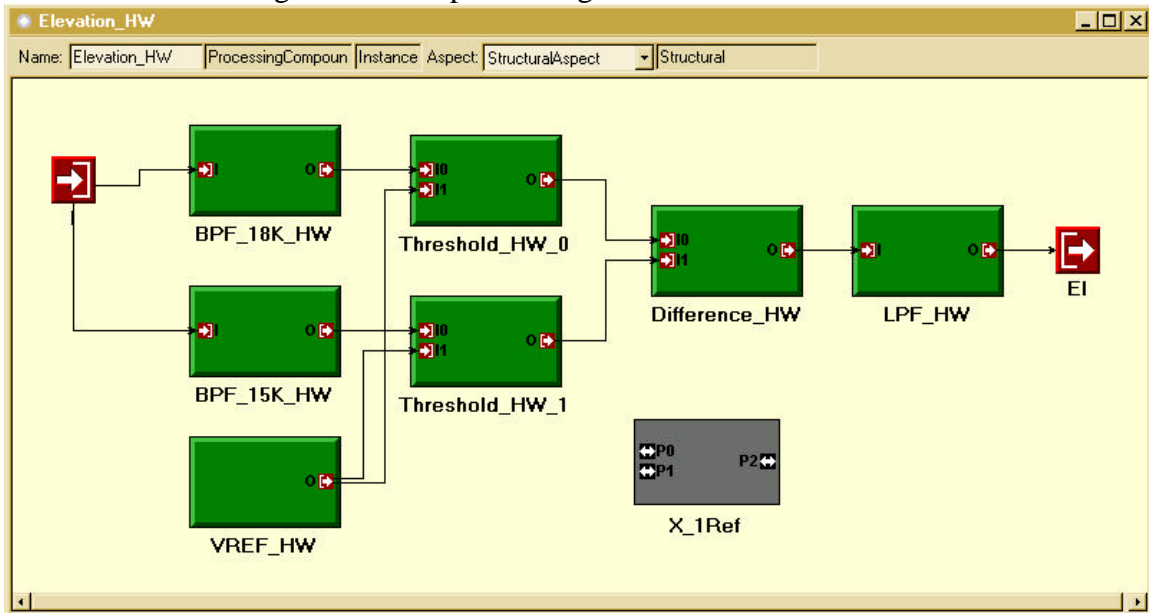 Elevation_HW
Name: Elevation_HW ProcessingCompoun Instance Aspect: StructuralAspect Structural
I O
BPF_18K_HW
I0 I1 O
Threshold_HW_0
I
I O
BPF_15K_HW
I0 I1 O
Threshold_HW_1
I0 I1 O
Difference_HW
I O
LPF_HW
EI
O
VREF_HW
P0 P1 P2
X_1Ref